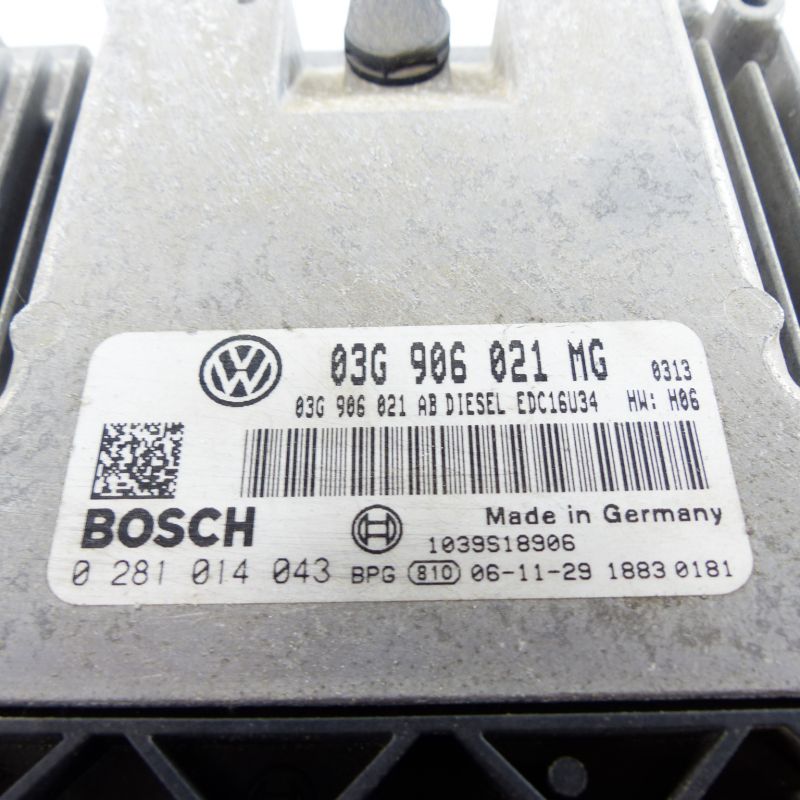 03G 906 021 MG 0313
03G 906 021 AB DIESEL EDC16U34 HW: H06
BOSCH Made in Germany
1039S18906
0 281 014 043 BPG 810 06-11-29 1883 0181